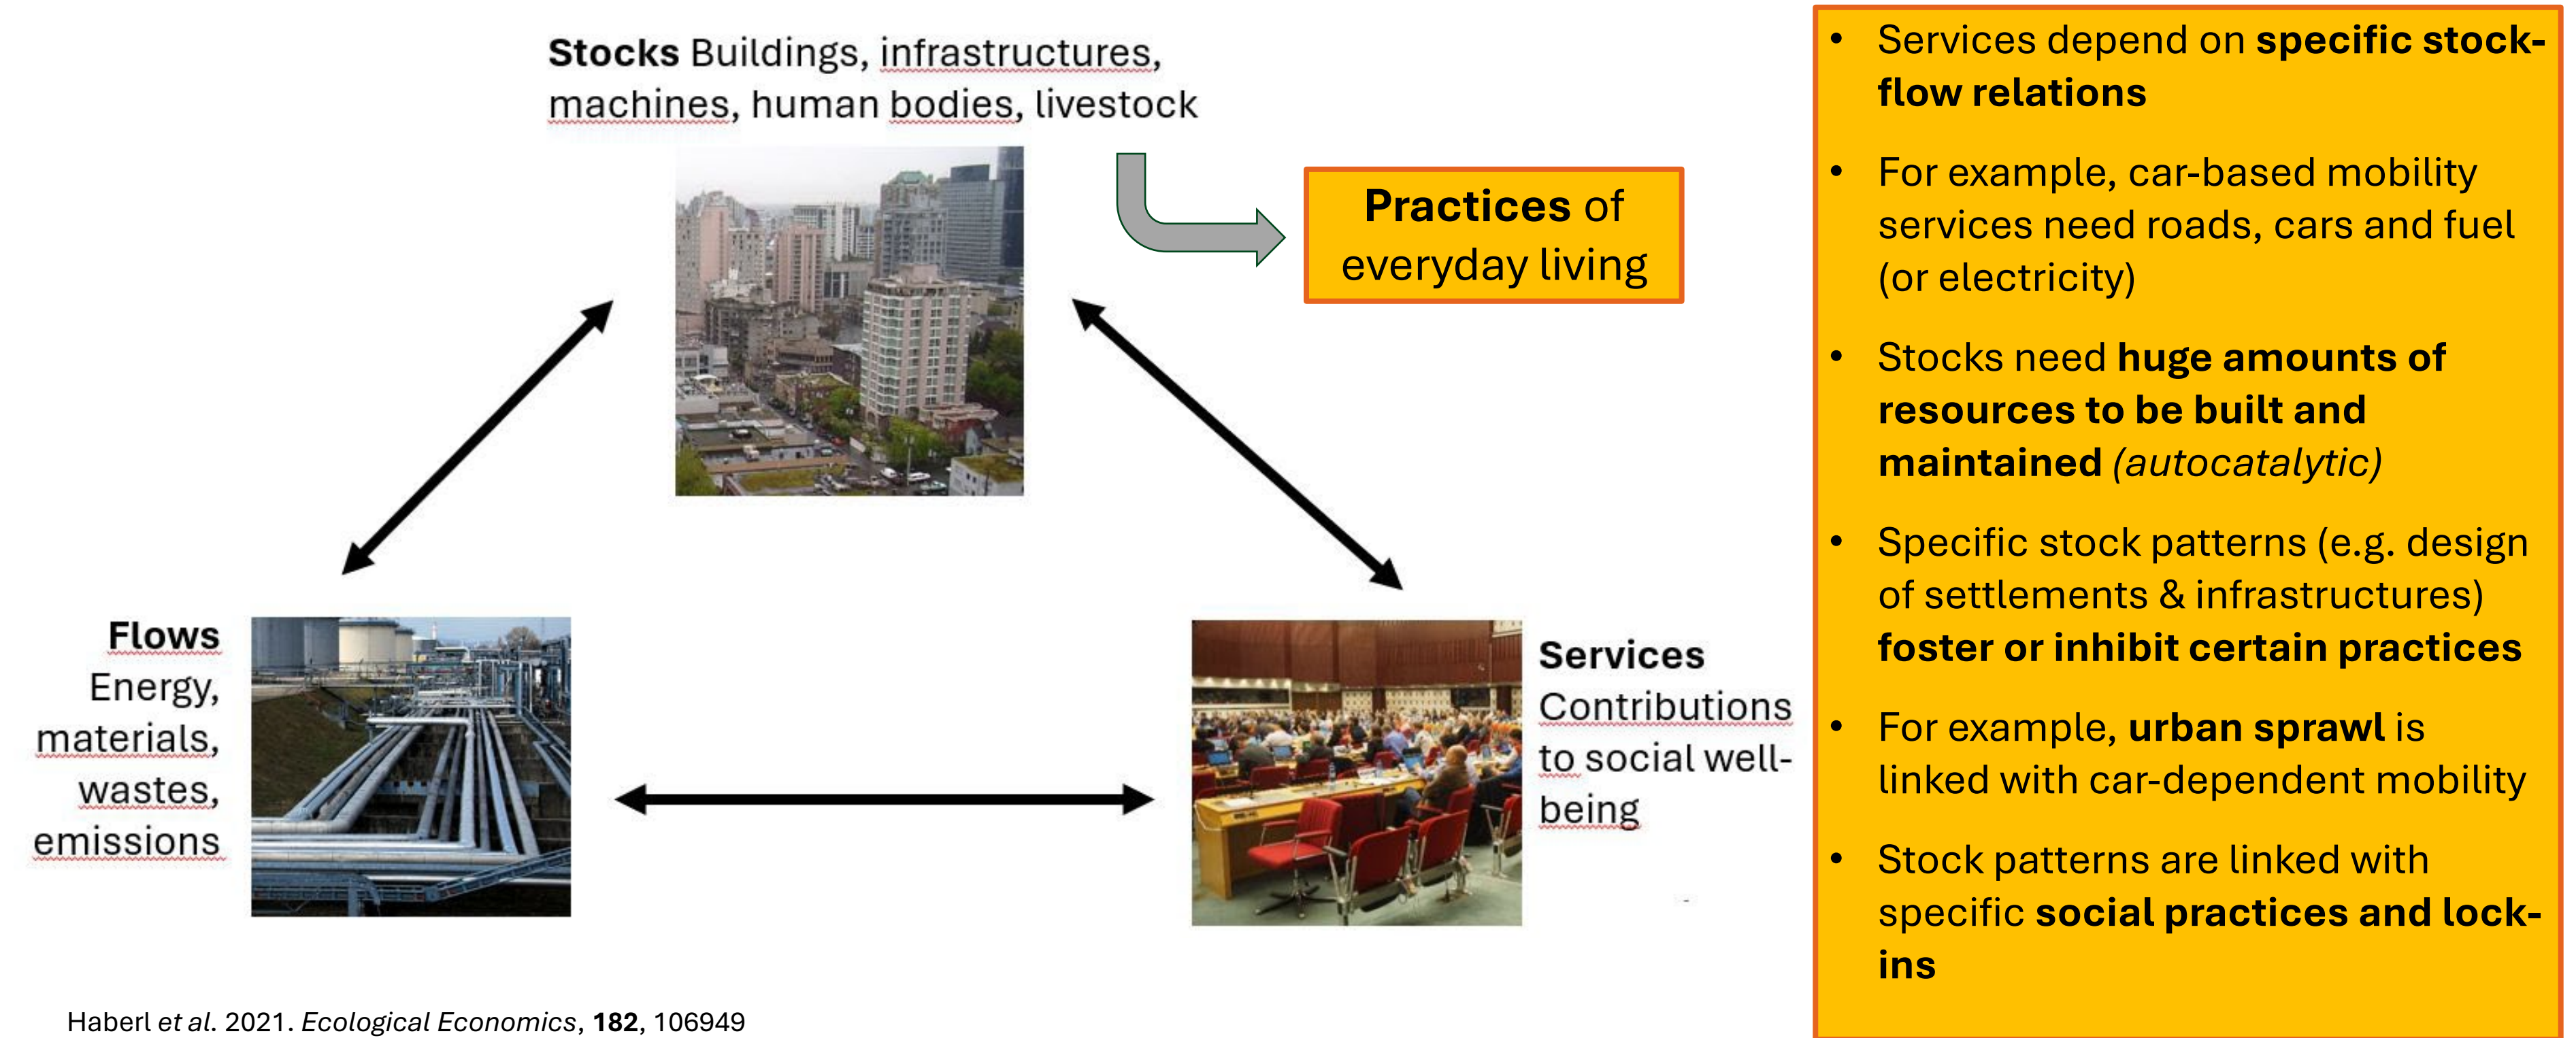 Stocks Buildings, infrastructures,
machines, human bodies, livestock
Practices of
everyday living
Flows
Energy,
materials,
wastes,
emissions
Services
Contributions
to social well-
being
Haberl et al. 2021. Ecological Economics, 182, 106949
• Services depend on specific stock-
flow relations
• For example, car-based mobility
services need roads, cars and fuel
(or electricity)
• Stocks need huge amounts of
resources to be built and
maintained (autocatalytic)
• Specific stock patterns (e.g. design
of settlements & infrastructures)
foster or inhibit certain practices
• For example, urban sprawl is
linked with car-dependent mobility
• Stock patterns are linked with
specific social practices and lock-
ins